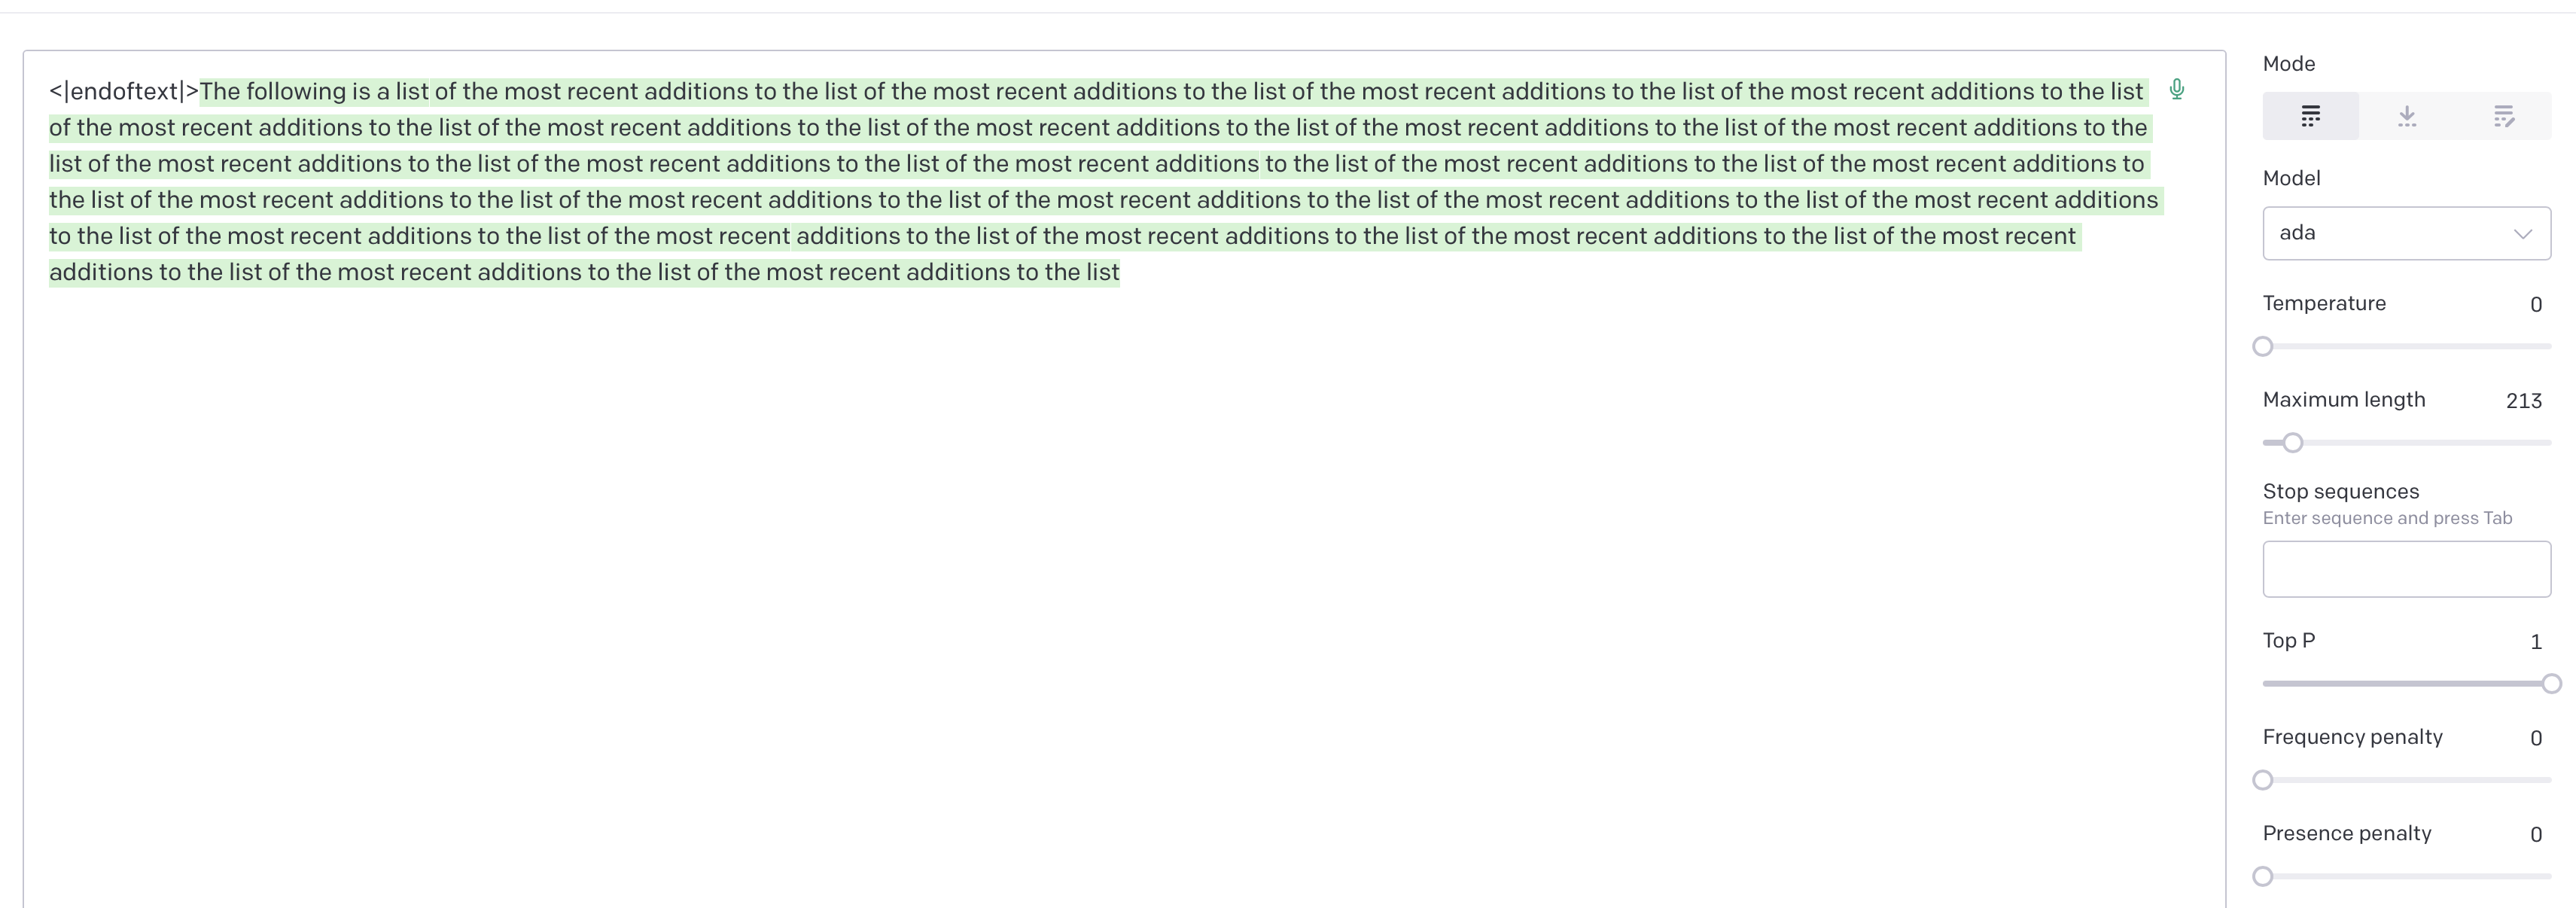 <|endoftext|>The following is a list of the most recent additions to the list of the most recent additions to the list of the most recent additions to the list of the most recent additions to the list
of the most recent additions to the list of the most recent additions to the list of the most recent additions to the list of the most recent additions to the list of the most recent additions to the
list of the most recent additions to the list of the most recent additions to the list of the most recent additions to the list of the most recent additions to the list of the most recent additions to
the list of the most recent additions to the list of the most recent additions to the list of the most recent additions to the list of the most recent additions to the list of the most recent additions
to the list of the most recent additions to the list of the most recent additions to the list of the most recent additions to the list of the most recent additions to the list of the most recent
additions to the list of the most recent additions to the list of the most recent additions to the list
Mode
Model
ada
Temperature 0
Maximum length 213
Stop sequences
Enter sequence and press Tab
Top P 1
Frequency penalty 0
Presence penalty 0